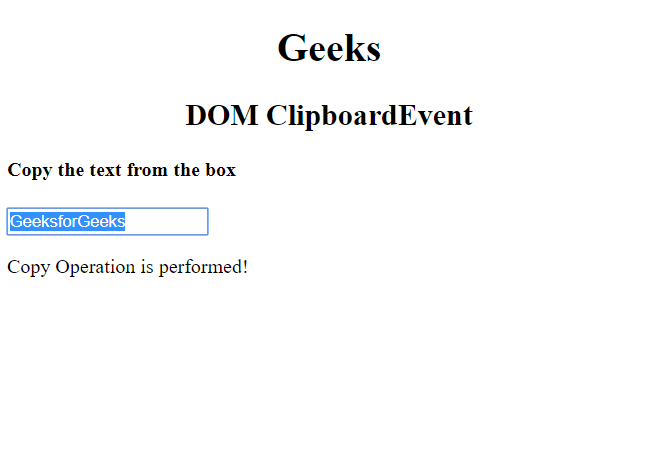 Geeks
DOM ClipboardEvent
Copy the text from the box
GeeksforGeeks
Copy Operation is performed!